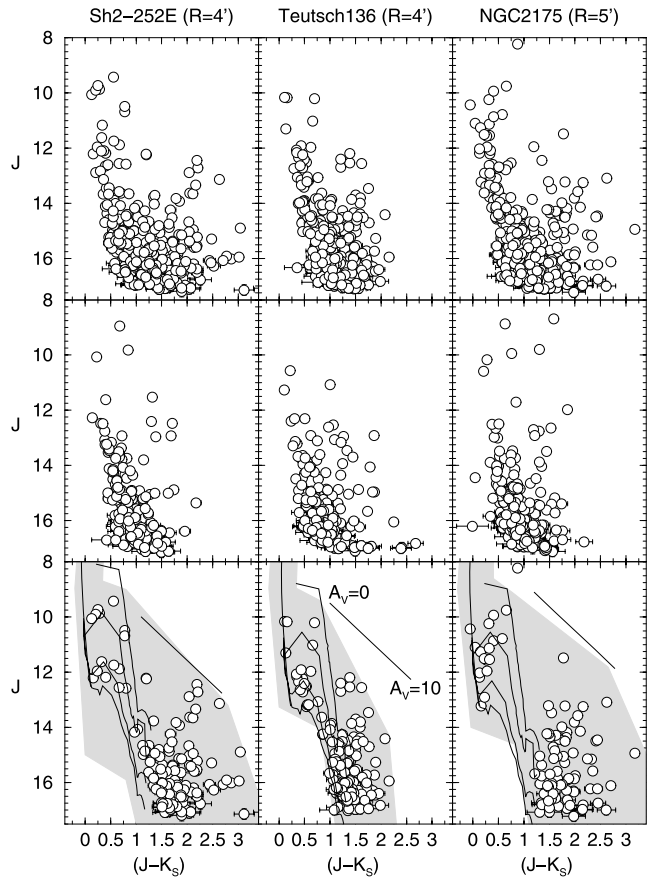 Sh2−252E (R=4’) Teutsch136 (R=4’) NGC2175 (R=5’)
8
10
12
J
14
16
8
10
12
J
14
16
8
A_V=0
10
12
J
A_V=10
14
16
0 0.5 1 1.5 2 2.5 3 0 0.5 1 1.5 2 2.5 3 0 0.5 1 1.5 2 2.5 3
(J−K_S) (J−K_S) (J−K_S)